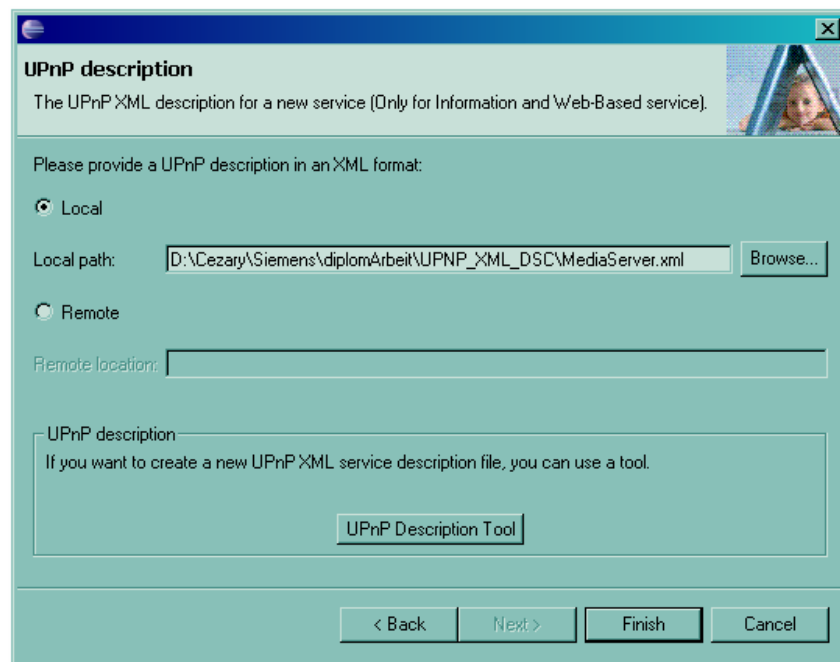 UPnP description
The UPnP XML description for a new service (Only for Information and Web-Based service).
Please provide a UPnP description in an XML format:
Local
Local path: D:\Cezary\Siemens\diplomArbeit\UPNP_XML_DSC\MediaServer.xml Browse...
Remote
Remote location:
UPnP description
If you want to create a new UPnP XML service description file, you can use a tool.
UPnP Description Tool
< Back Next > Finish Cancel